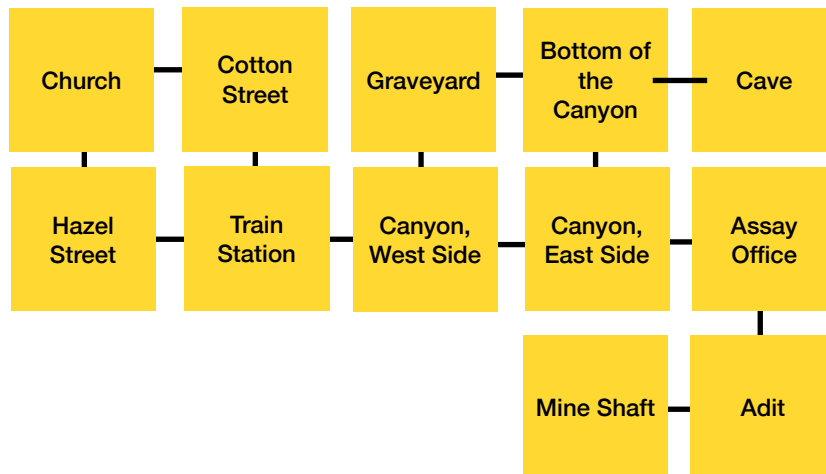 Church
Cotton
Street
Graveyard
Bottom of
the
Canyon
Cave
Hazel
Street
Train
Station
Canyon,
West Side
Canyon,
East Side
Assay
Office
Mine Shaft
Adit